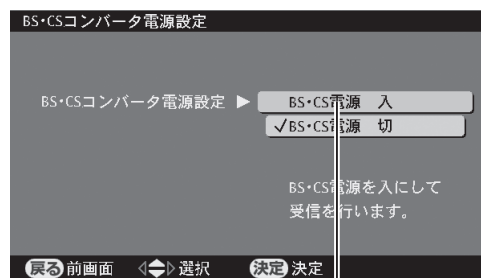 BS･CSコンバータ電源設定
BS･CSコンバータ電源設定 ▶ BS･CS電源 入
✓BS･CS電源 切
BS･CS電源を入にして
受信を行います。
戻る 前画面 選択 決定 決定